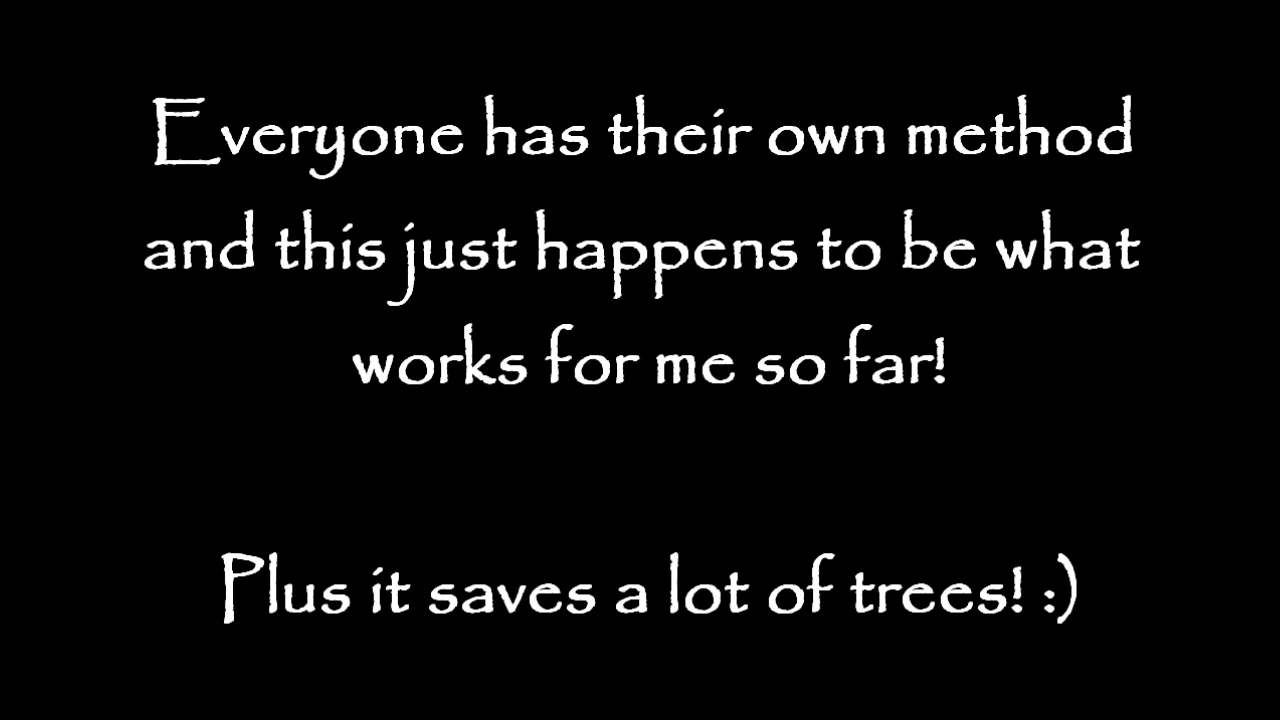 Everyone has their own method
and this just happens to be what
works for me so far!
Plus it saves a lot of trees! :)